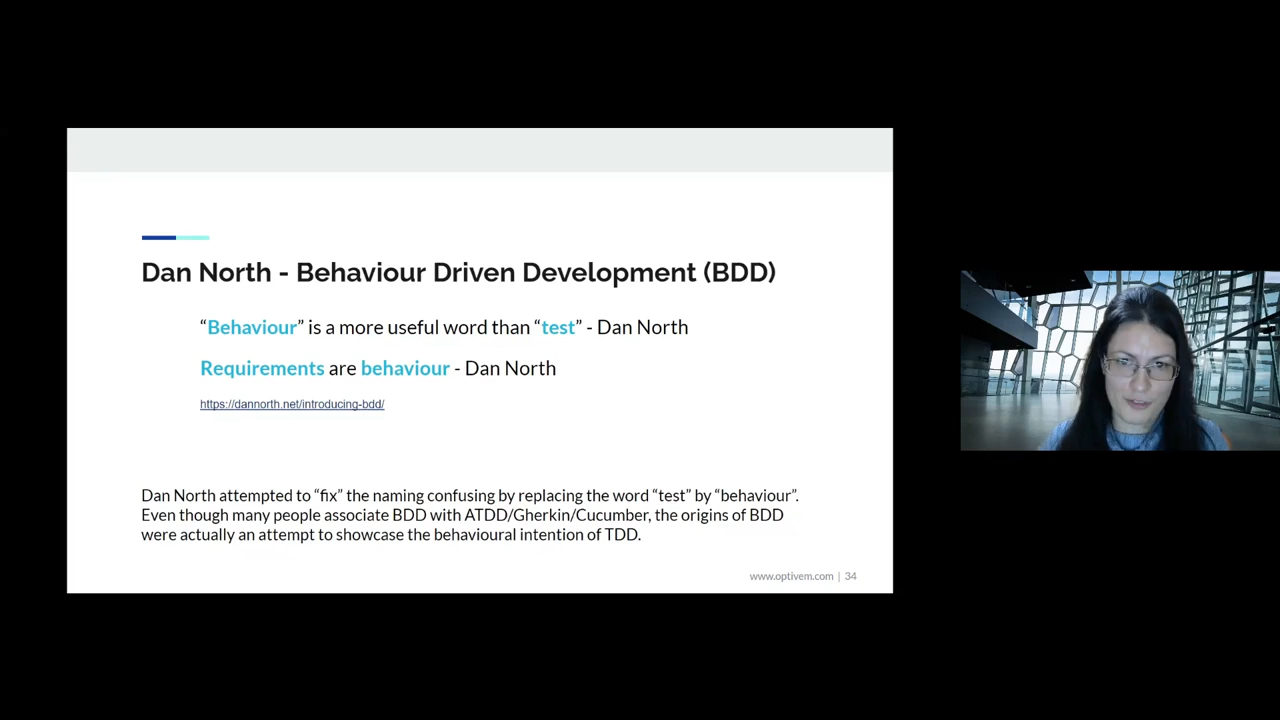 Dan North - Behaviour Driven Development (BDD)
“Behaviour” is a more useful word than “test” - Dan North
Requirements are behaviour - Dan North
https://dannorth.net/introducing-bdd/
Dan North attempted to “fix” the naming confusing by replacing the word “test” by “behaviour”.
Even though many people associate BDD with ATDD/Gherkin/Cucumber, the origins of BDD
were actually an attempt to showcase the behavioural intention of TDD.
www.optivem.com | 34